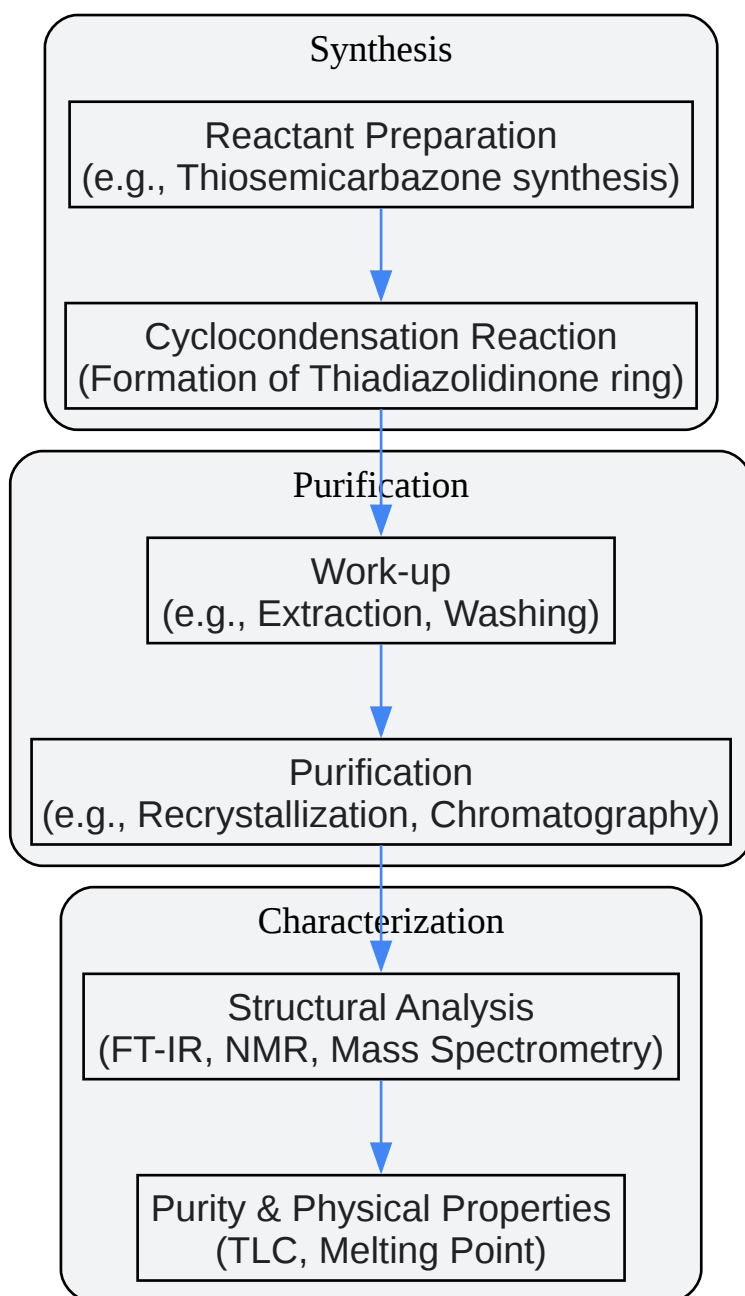 Synthesis
Reactant Preparation
(e.g., Thiosemicarbazone synthesis)
Cyclocondensation Reaction
(Formation of Thiadiazolidinone ring)
Purification
Work-up
(e.g., Extraction, Washing)
Purification
(e.g., Recrystallization, Chromatography)
Characterization
Structural Analysis
(FT-IR, NMR, Mass Spectrometry)
Purity & Physical Properties
(TLC, Melting Point)